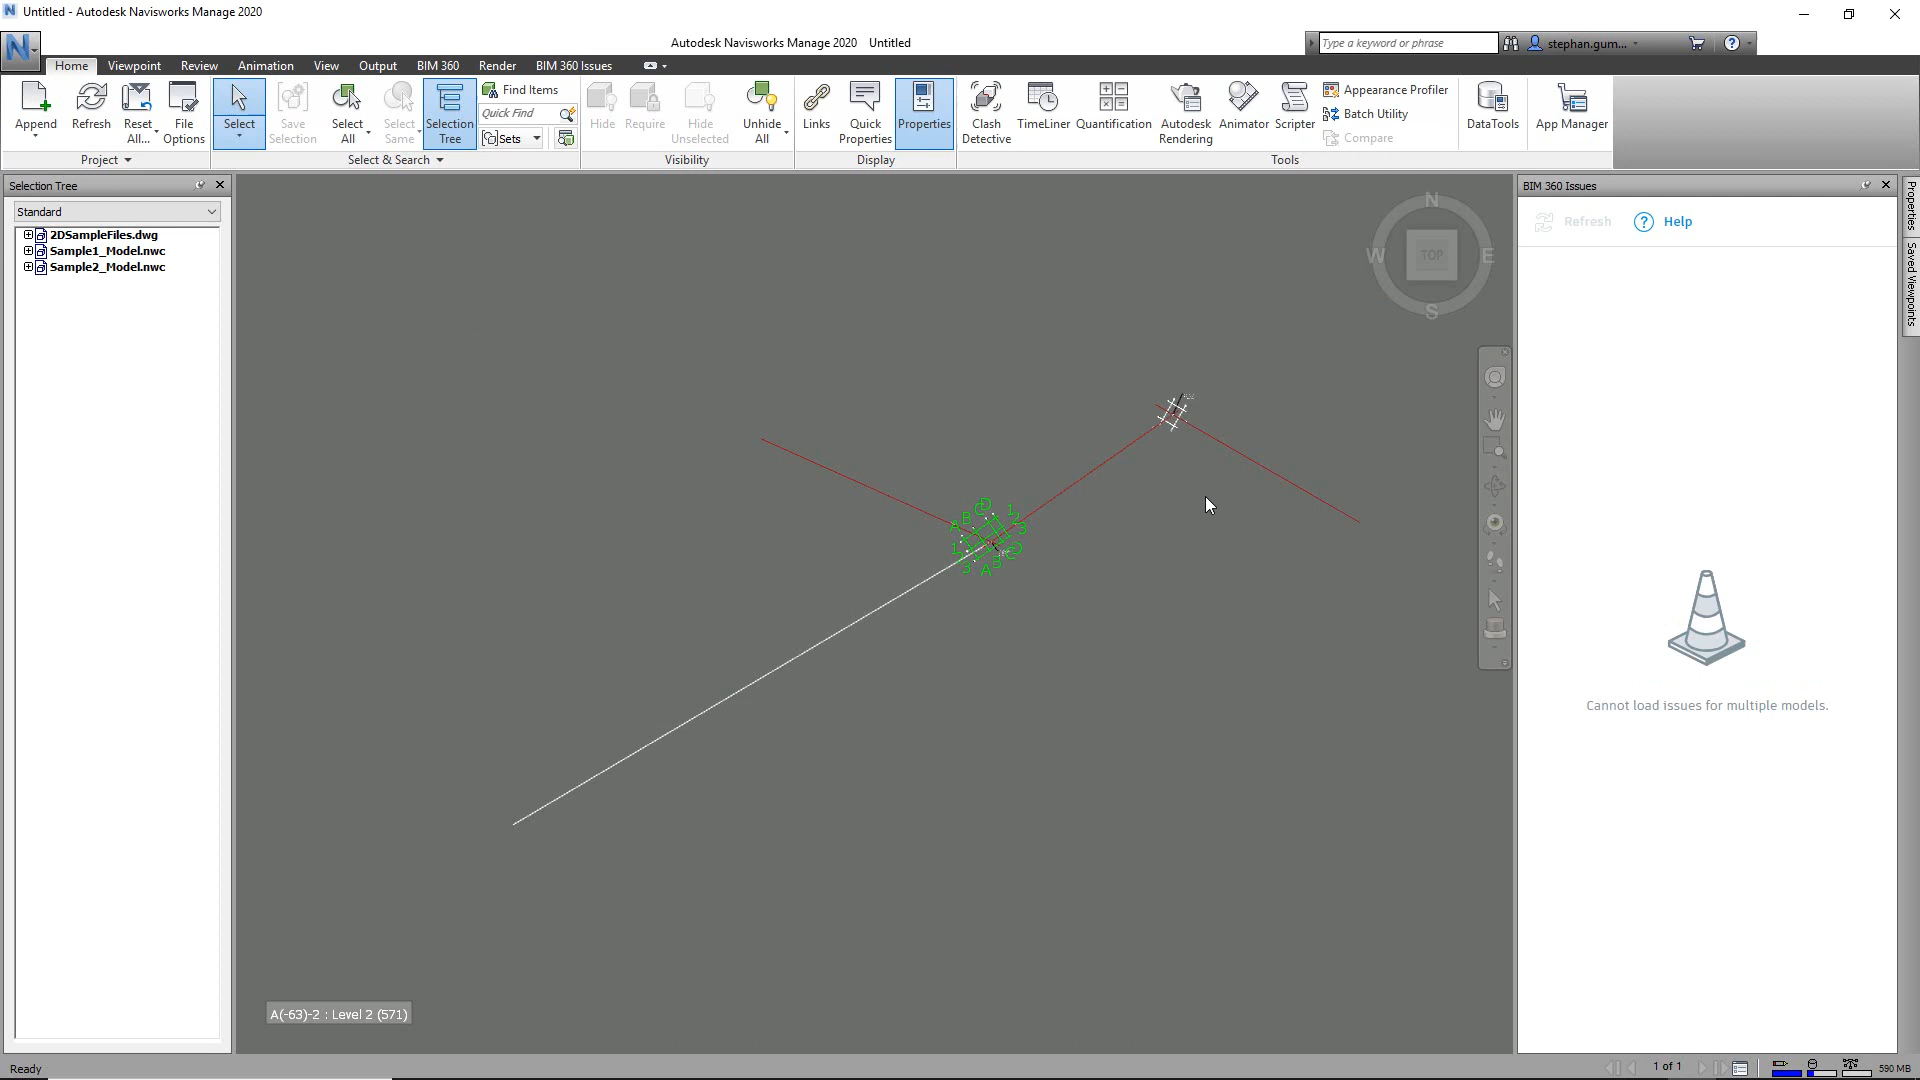 Untitled - Autodesk Navisworks Manage 2020
Autodesk Navisworks Manage 2020 Untitled
Type a keyword or phrase
stephan.gum...
Home Viewpoint Review Animation View Output BIM 360 Render BIM 360 Issues
Append
Refresh
Reset All...
File Options
Select
Save Selection
Select All
Select Same
Selection Tree
Find Items
Quick Find
Sets
Hide
Require
Hide Unselected
Unhide All
Links
Quick Properties
Properties
Clash Detective
TimeLiner
Quantification
Autodesk Rendering
Animator
Scripter
Appearance Profiler
Batch Utility
Compare
DataTools
App Manager
Project
Select & Search
Visibility
Display
Tools
Selection Tree
Standard
2DSampleFiles.dwg
Sample1_Model.nwc
Sample2_Model.nwc
N
W TOP E
S
A B C D 1 2 3
1 3 A B C D
A(-63)-2 : Level 2 (571)
BIM 360 Issues
Refresh Help
Cannot load issues for multiple models.
Properties
Saved Viewpoints
Ready
1 of 1
590 MB